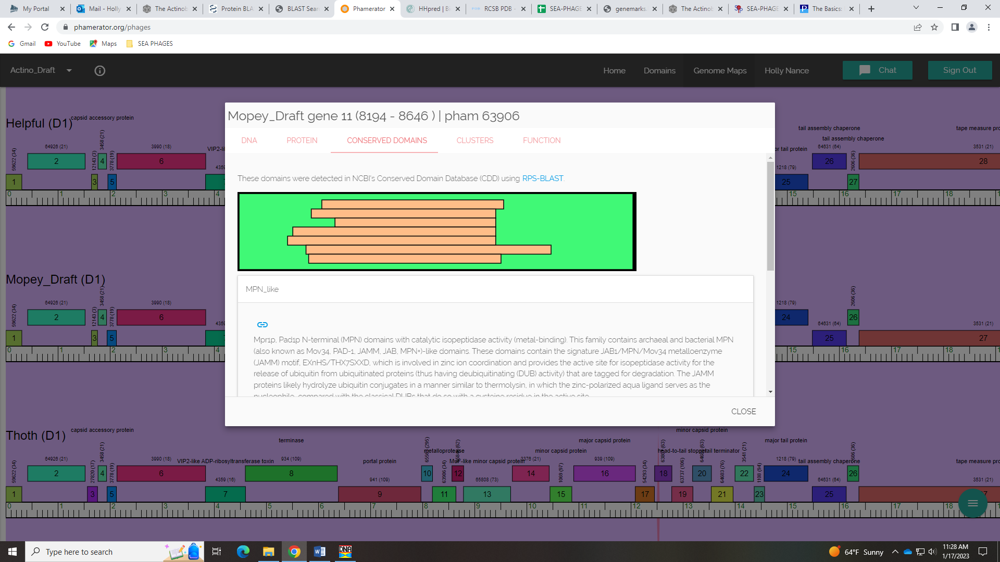 My Portal
Mail - Holly
The Actinob
Protein BLA
BLAST Sear
Phamerator
HHpred | Bi
RCSB PDB -
SEA-PHAGE
genemarks.
The Actinob
SEA-PHAGE
The Basics:
phamerator.org/phages
Gmail
YouTube
Maps
SEA PHAGES
Actino_Draft
Home
Domains
Genome Maps
Holly Nance
Chat
Sign Out
Helpful (D1)
capsid accessory protein
64926 (21)
3458 (21)
3990 (18)
VIP2-li
59622 (34)
12143 (3)
3778 (19)
4359
1 2 3 4 5 6
0 1 2 3 4
tail assembly chaperone
tape measure pro
tail assembly chaperone
or tail protein
64631 (64)
3531 (21)
1218 (79)
2606 (36)
25 26 27 28
15 16 17 18
Mopey_Draft gene 11 (8194 - 8646 ) | pham 63906
DNA
PROTEIN
CONSERVED DOMAINS
CLUSTERS
FUNCTION
These domains were detected in NCBI's Conserved Domain Database (CDD) using RPS-BLAST.
MPN_like
Mpr1p, Pad1p N-terminal (MPN) domains with catalytic isopeptidase activity (metal-binding). This family contains archaeal and bacterial MPN
(also known as Mov34, PAD-1, JAMM, JAB, MPN+)-like domains. These domains contain the signature JAB1/MPN/Mov34 metalloenzyme
(JAMM) motif, EXnHS/THX7SXXD, which is involved in zinc ion coordination and provides the active site for isopeptidase activity for the
release of ubiquitin from ubiquitinated proteins (thus having deubiquitinating (DUB) activity) that are tagged for degradation. The JAMM
proteins likely hydrolyze ubiquitin conjugates in a manner similar to thermolysin, in which the zinc-polarized aqua ligand serves as the
nucleophile, compared with the classical DUBs that do so with a cysteine residue in the active site.
CLOSE
Mopey_Draft (D1)
64926 (21)
3458 (21)
3990 (18)
59622 (34)
12143 (3)
3778 (19)
4359
1 2 3 4 5 6
0 1 2 3 4
1218 (79)
64631 (64)
2606 (36)
3531 (21)
24 25 26 27
15 16 17 18
Thoth (D1)
capsid accessory protein
minor capsid protein
terminase
major capsid protein
major tail protein
metalloprotease
minor capsid protein
head-to-tail stopper
tail terminator
VIP2-like ADP-ribosyltransferase toxin
portal protein
MuF-like minor capsid protein
tail assembly chaperone
tape measure pro
59622 (34)
64926 (21)
27820 (17)
3458 (21)
3778 (19)
3990 (18)
4359 (16)
934 (109)
941 (109)
63906 (34)
65808 (73)
3376 (21)
1069 (97)
939 (109)
54293 (34)
63737 (106)
64603 (76)
3541 (21)
1108 (94)
1218 (79)
64631 (64)
3531 (21)
1 2 3 4 5 6 7 8 9 10 11 12 13 14 15 16 17 18 19 20 21 22 23 24 25 26
0 1 2 3 4 5 6 7 8 9 10 11 12 13 14 15 16 17 18
Type here to search
64°F Sunny
11:28 AM
1/17/2023